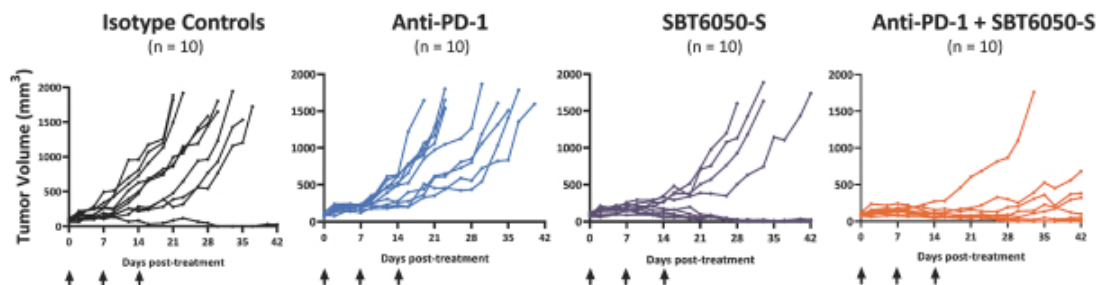 Isotype Controls
(n = 10)
Anti-PD-1
(n = 10)
SBT6050-S
(n = 10)
Anti-PD-1 + SBT6050-S
(n = 10)
Tumor Volume (mm³)
2000
1500
1000
500
0
0 7 14 21 28 35 42
Days post-treatment
2000
1500
1000
500
0
0 7 14 21 28 35 42
Days post-treatment
2000
1500
1000
500
0
0 7 14 21 28 35 42
Days post-treatment
2000
1500
1000
500
0
0 7 14 21 28 35 42
Days post-treatment